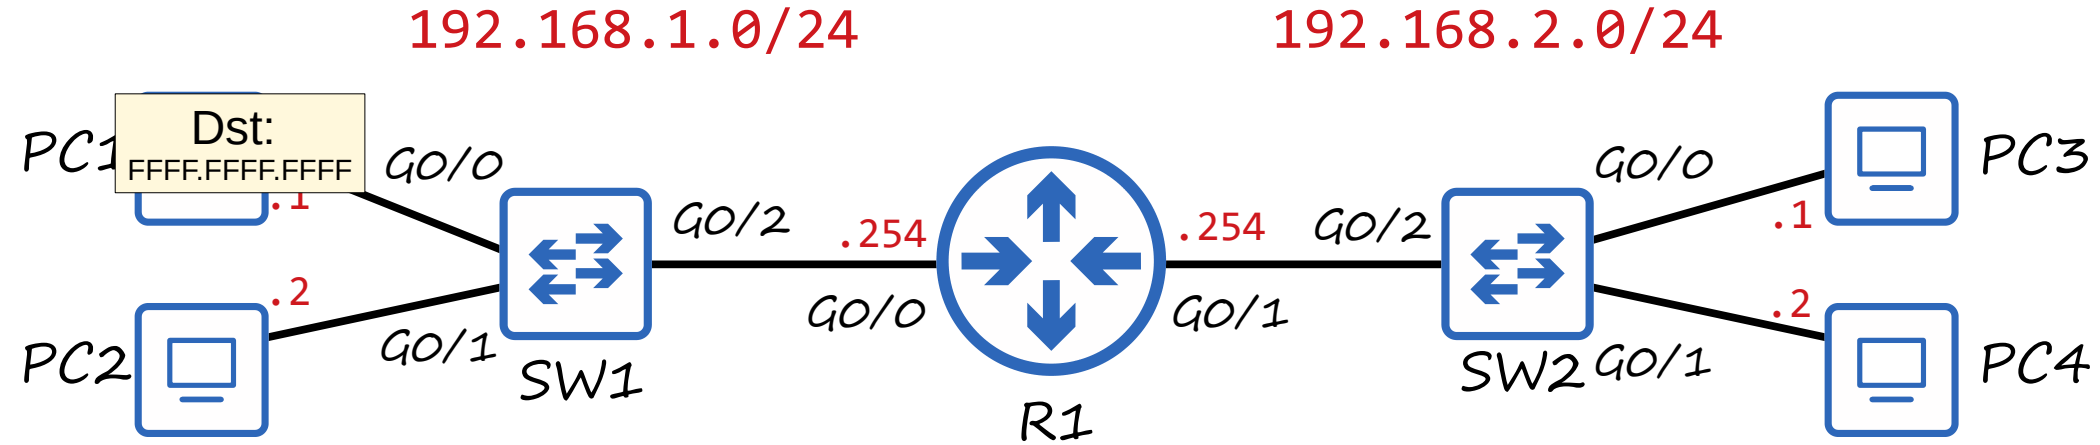 192.168.1.0/24
192.168.2.0/24
PC1
Dst:
FFFF.FFFF.FFFF
.1
G0/0
G0/2
.254
G0/0
.254
G0/1
G0/2
G0/0
.1
PC3
PC2
.2
G0/1
SW1
R1
SW2
G0/1
.2
PC4